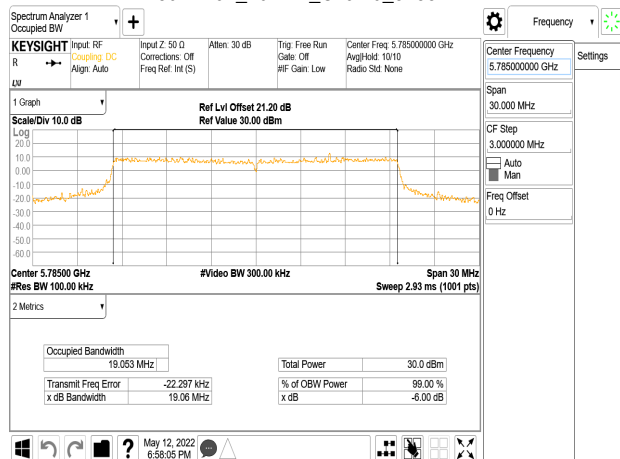 Spectrum Analyzer 1
Occupied BW
Frequency
KEYSIGHT
R
LXI
Input: RF
Coupling: DC
Align: Auto
Input Z: 50 Ω
Corrections: Off
Freq Ref: Int (S)
Atten: 30 dB
Trig: Free Run
Gate: Off
#IF Gain: Low
Center Freq: 5.785000000 GHz
Avg|Hold: 10/10
Radio Std: None
Center Frequency
5.785000000 GHz
Settings
Span
30.000 MHz
CF Step
3.000000 MHz
Auto
Man
Freq Offset
0 Hz
1 Graph
Scale/Div 10.0 dB
Ref Lvl Offset 21.20 dB
Ref Value 30.00 dBm
Log
20.0
10.0
0.00
-10.0
-20.0
-30.0
-40.0
-50.0
-60.0
Center 5.78500 GHz
#Video BW 300.00 kHz
Span 30 MHz
#Res BW 100.00 kHz
Sweep 2.93 ms (1001 pts)
2 Metrics
Occupied Bandwidth
19.053 MHz
Total Power 30.0 dBm
Transmit Freq Error -22.297 kHz
% of OBW Power 99.00 %
x dB Bandwidth 19.06 MHz
x dB -6.00 dB
?
May 12, 2022
6:58:05 PM